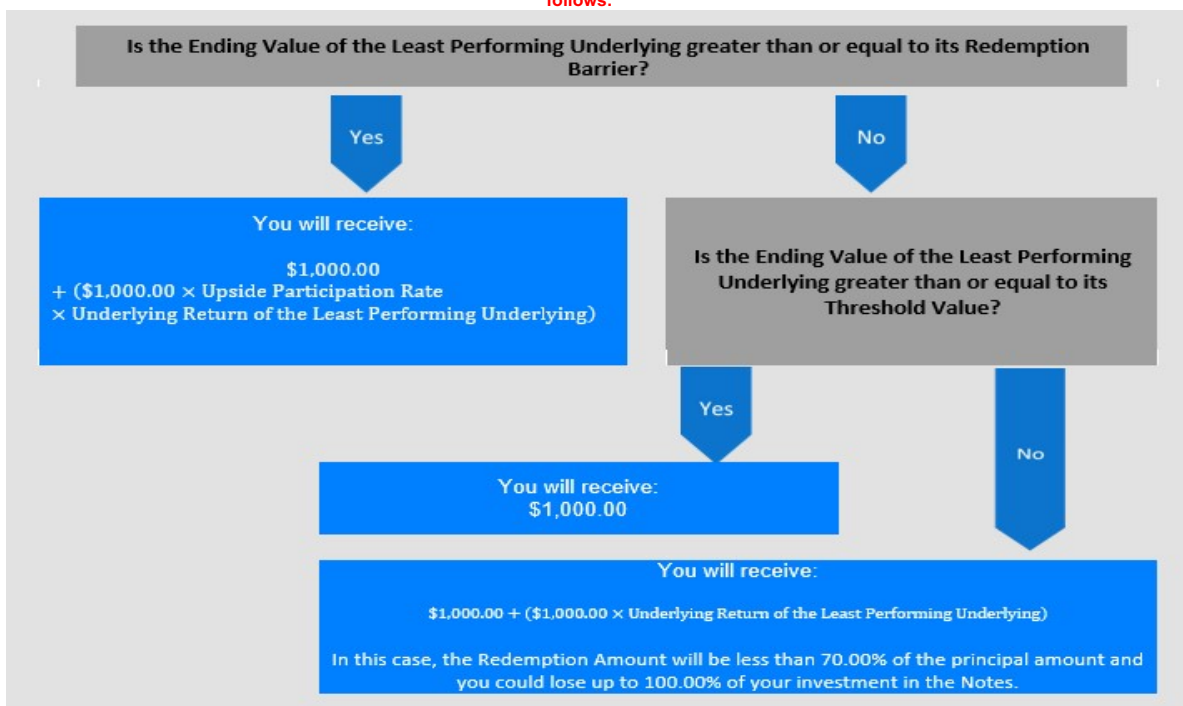 follows:
Is the Ending Value of the Least Performing Underlying greater than or equal to its Redemption
Barrier?
Yes
No
You will receive:
$1,000.00
+ ($1,000.00 × Upside Participation Rate
× Underlying Return of the Least Performing Underlying)
Is the Ending Value of the Least Performing
Underlying greater than or equal to its
Threshold Value?
Yes
No
You will receive:
$1,000.00
You will receive:
$1,000.00 + ($1,000.00 × Underlying Return of the Least Performing Underlying)
In this case, the Redemption Amount will be less than 70.00% of the principal amount and
you could lose up to 100.00% of your investment in the Notes.